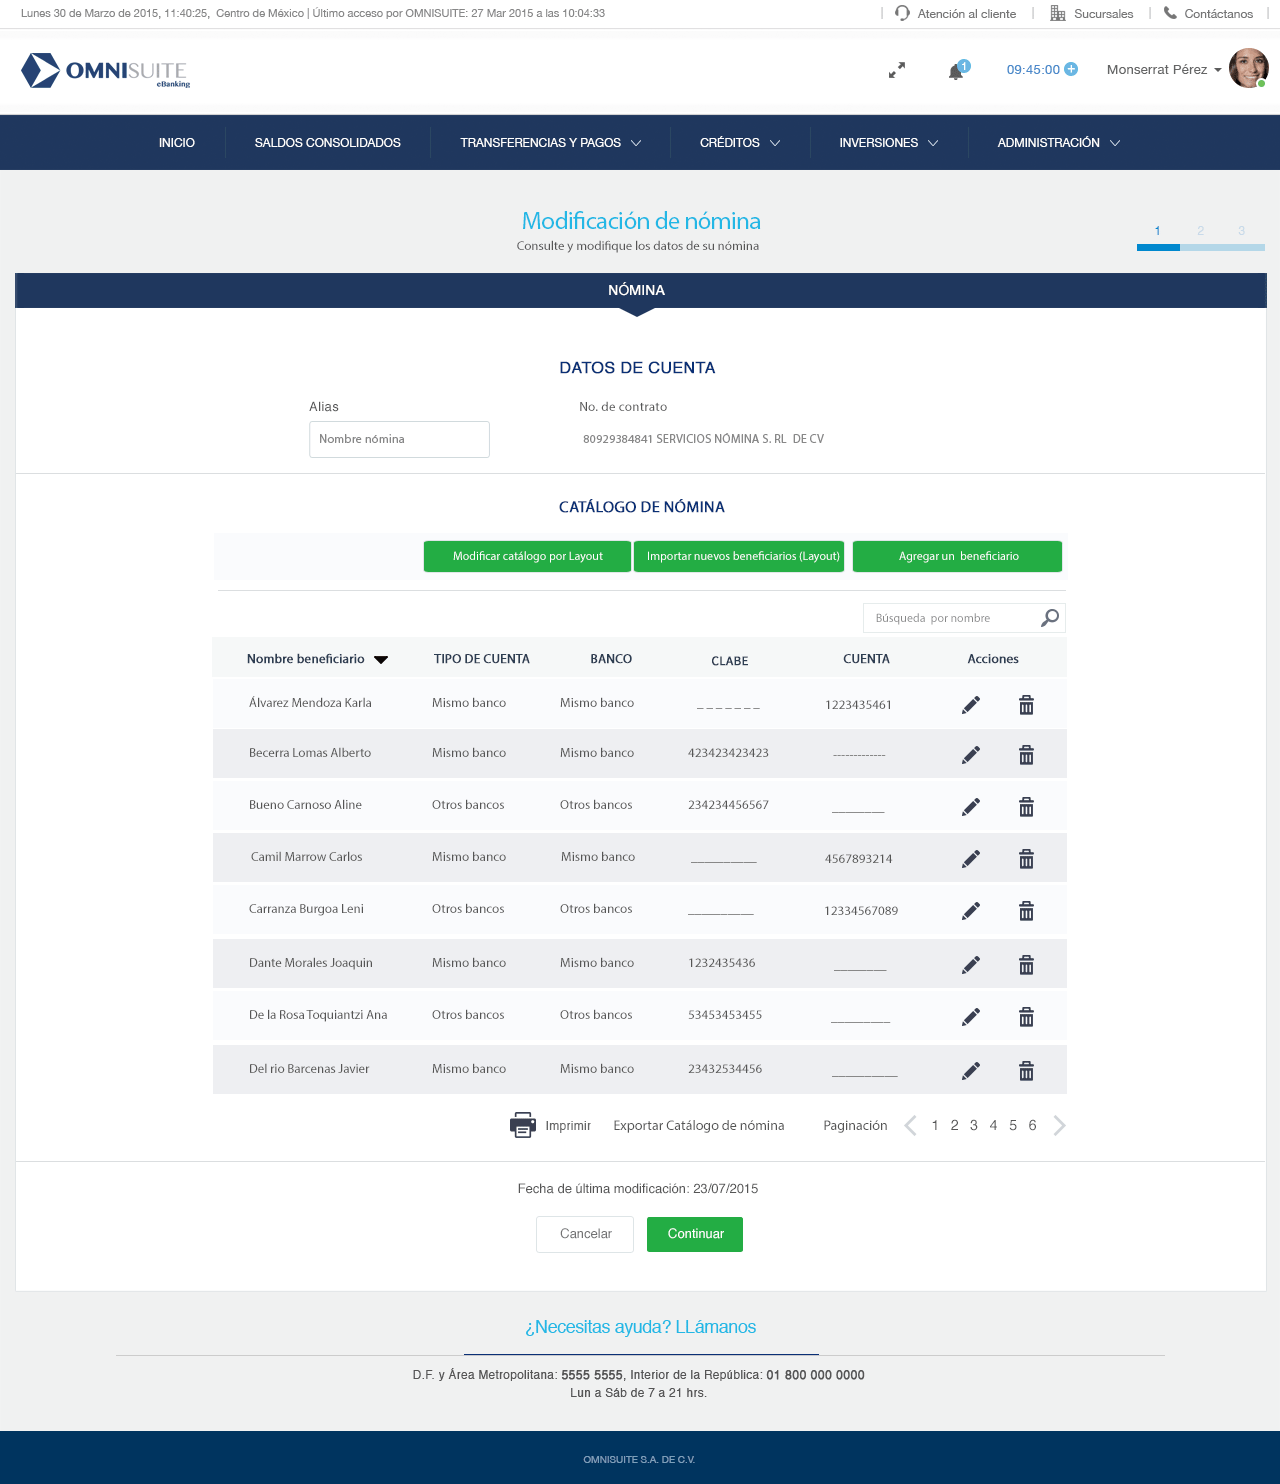 Lunes 30 de Marzo de 2015, 11:40:25, Centro de México | Último acceso por OMNISUITE: 27 Mar 2015 a las 10:04:33 | Atención al cliente | Sucursales | Contáctanos |
OMNISUITE
eBanking
1
09:45:00
Monserrat Pérez
INICIO SALDOS CONSOLIDADOS TRANSFERENCIAS Y PAGOS CRÉDITOS INVERSIONES ADMINISTRACIÓN
Modificación de nómina
Consulte y modifique los datos de su nómina
1 2 3
NÓMINA
DATOS DE CUENTA
Alias No. de contrato
Nombre nómina 80929384841 SERVICIOS NÓMINA S. RL DE CV
CATÁLOGO DE NÓMINA
Modificar catálogo por Layout Importar nuevos beneficiarios (Layout) Agregar un beneficiario
Búsqueda por nombre
Nombre beneficiario TIPO DE CUENTA BANCO CLABE CUENTA Acciones
Álvarez Mendoza Karla Mismo banco Mismo banco _ _ _ _ _ _ _ 1223435461
Becerra Lomas Alberto Mismo banco Mismo banco 423423423423 -------------
Bueno Carnoso Aline Otros bancos Otros bancos 234234456567 ________
Camil Marrow Carlos Mismo banco Mismo banco __________ 4567893214
Carranza Burgoa Leni Otros bancos Otros bancos __________ 12334567089
Dante Morales Joaquin Mismo banco Mismo banco 1232435436 ________
De la Rosa Toquiantzi Ana Otros bancos Otros bancos 53453453455 _________
Del rio Barcenas Javier Mismo banco Mismo banco 23432534456 __________
Imprimir Exportar Catálogo de nómina Paginación 1 2 3 4 5 6
Fecha de última modificación: 23/07/2015
Cancelar Continuar
¿Necesitas ayuda? LLámanos
D.F. y Área Metropolitana: 5555 5555, Interior de la República: 01 800 000 0000
Lun a Sáb de 7 a 21 hrs.
OMNISUITE S.A. DE C.V.